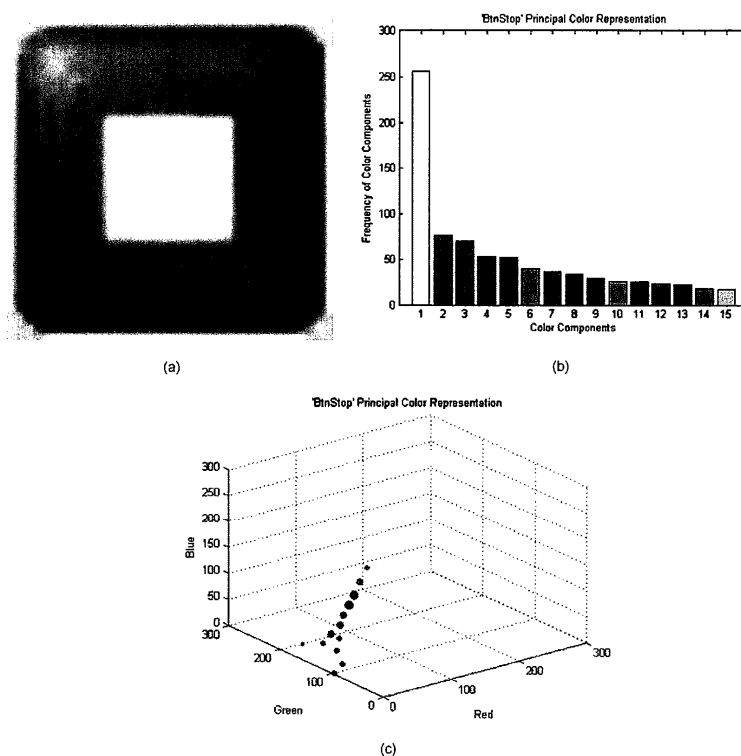 'BtnStop' Principal Color Representation
300
250
200
150
100
50
0
Frequency of Color Components
1 2 3 4 5 6 7 8 9 10 11 12 13 14 15
Color Components
(a)
(b)
'BtnStop' Principal Color Representation
300
250
200
150
100
50
0
Blue
300
200
100
0
Green
0
100
200
300
Red
(c)